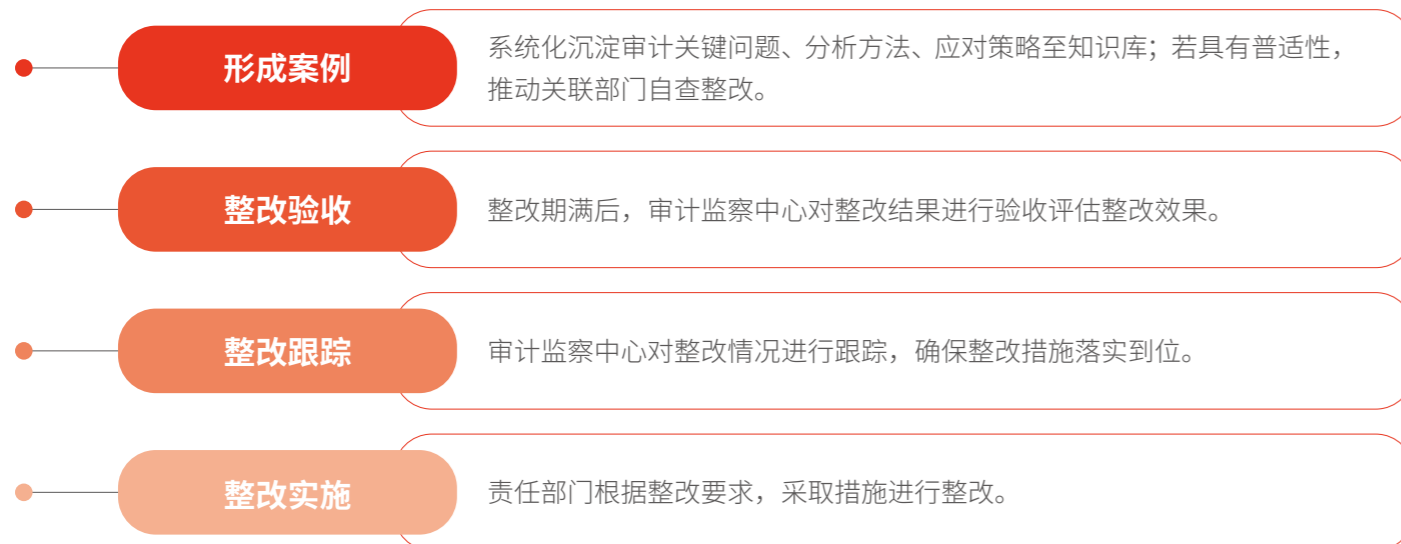 形成案例
系统化沉淀审计关键问题、分析方法、应对策略至知识库；若具有普适性，
推动关联部门自查整改。
整改验收
整改期满后，审计监察中心对整改结果进行验收评估整改效果。
整改跟踪
审计监察中心对整改情况进行跟踪，确保整改措施落实到位。
整改实施
责任部门根据整改要求，采取措施进行整改。